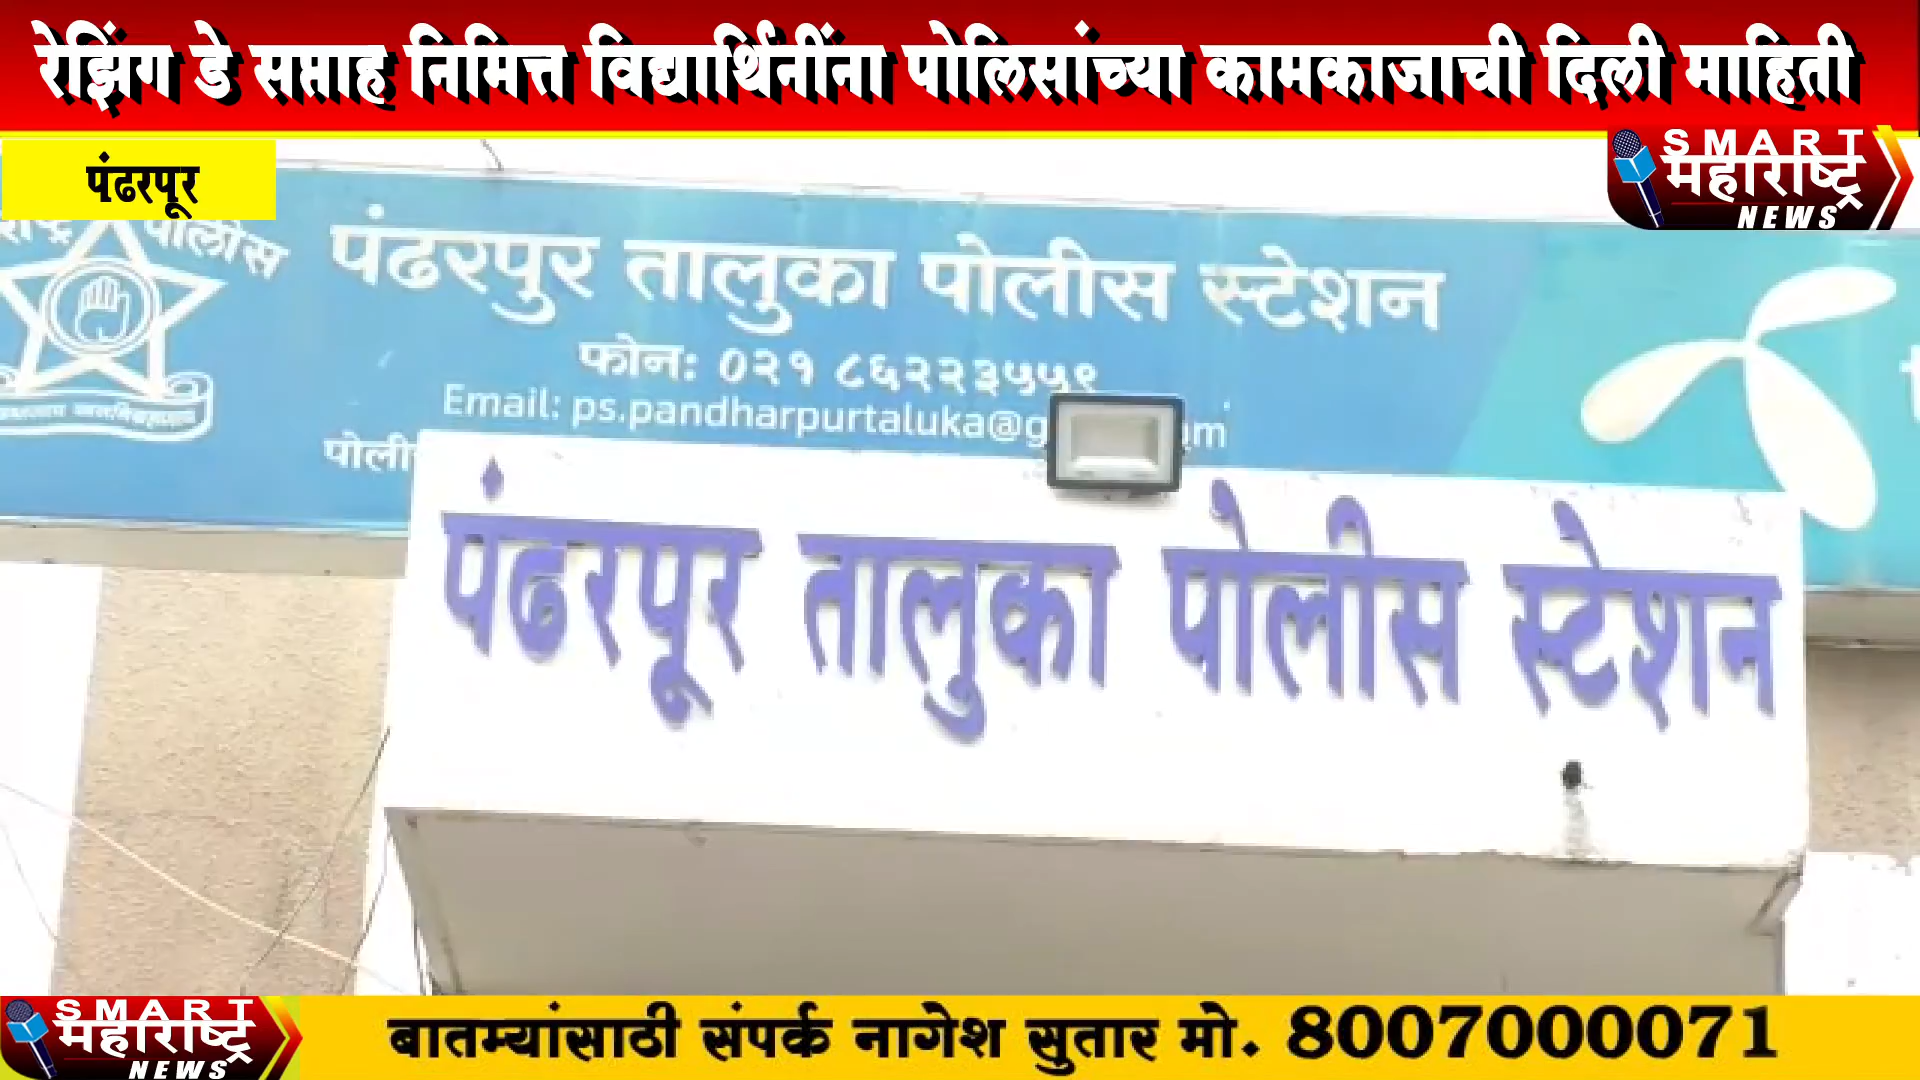 रेझिंग डे सप्ताह निमित्त विद्यार्थिनींना पोलिसांच्या कामकाजाची दिली माहिती
पंढरपूर
SMART
महाराष्ट्र
NEWS
पोलीस
पंढरपुर तालुका पोलीस स्टेशन
फोन: ०२१ ८६२२३५५९
Email: ps.pandharpurtaluka@g
पंढरपूर तालुका पोलीस स्टेशन
SMART
महाराष्ट्र
NEWS
बातम्यांसाठी संपर्क नागेश सुतार मो. 8007000071